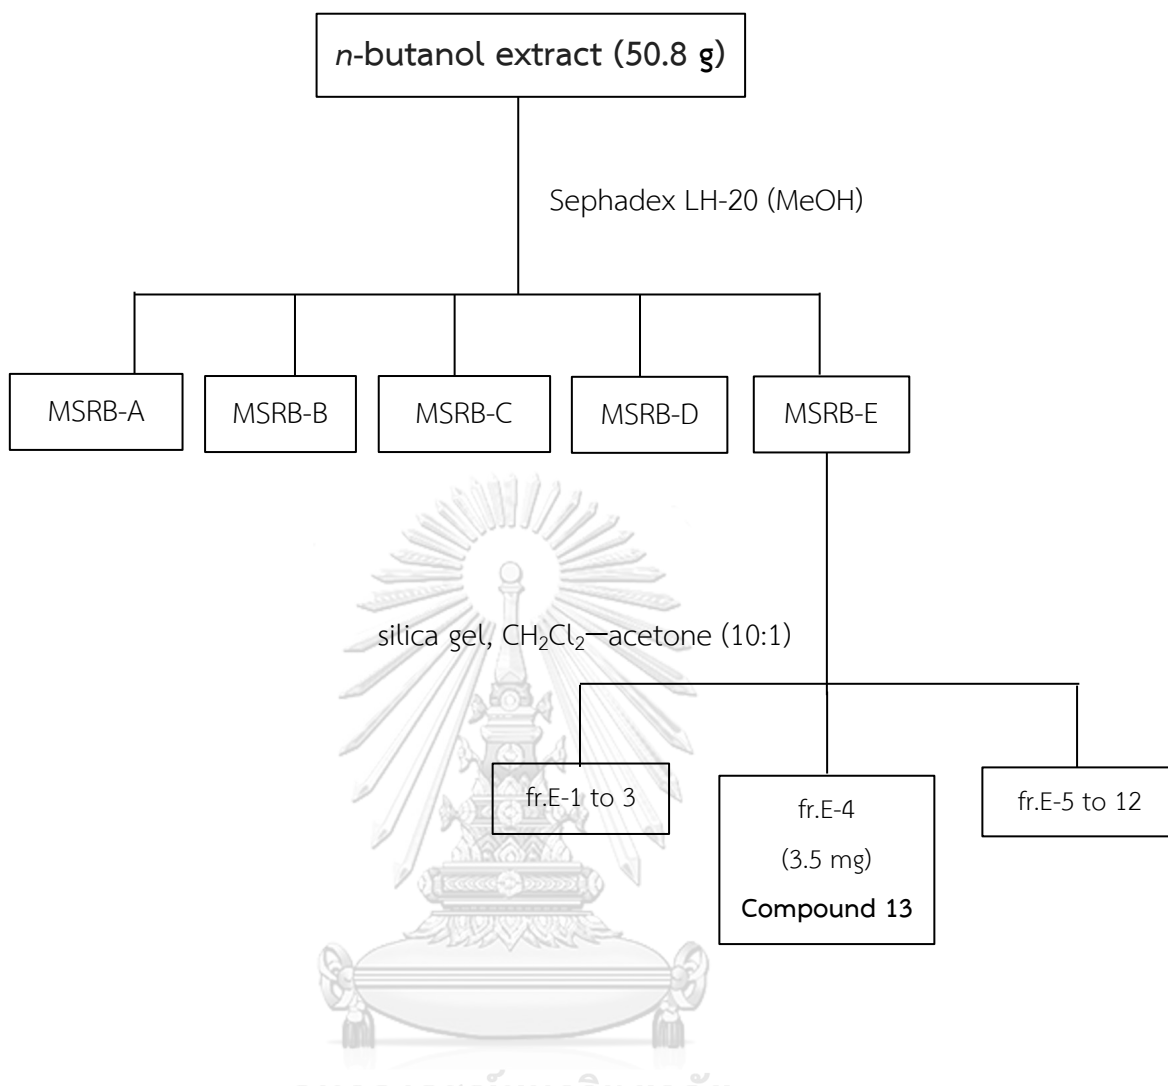 n-butanol extract (50.8 g)
Sephadex LH-20 (MeOH)
MSRB-A MSRB-B MSRB-C MSRB-D MSRB-E
silica gel, CH₂Cl₂—acetone (10:1)
fr.E-1 to 3
fr.E-4
(3.5 mg)
Compound 13
fr.E-5 to 12